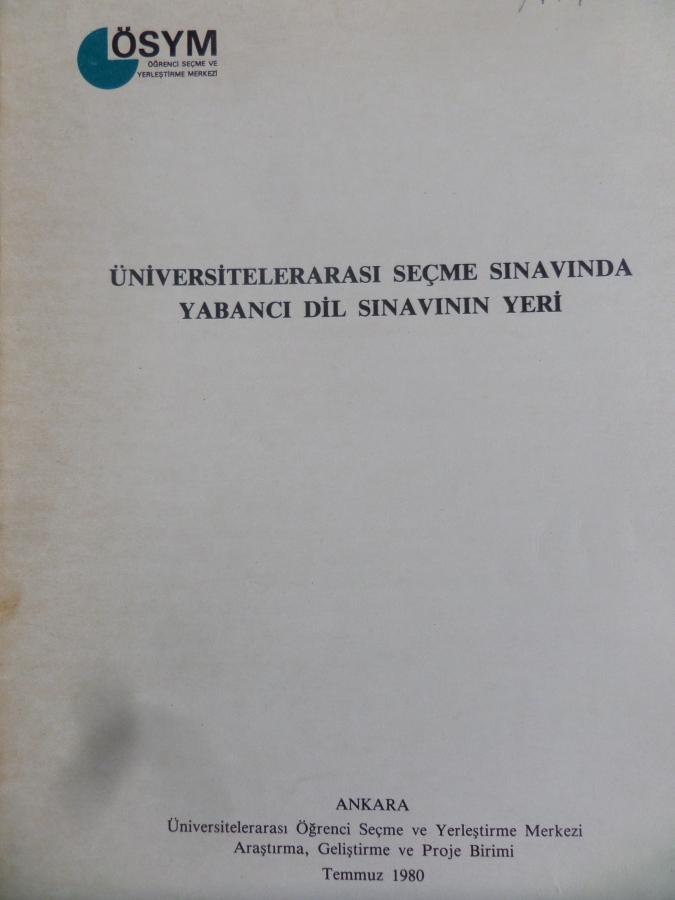 ÖSYM
ÖĞRENCİ SEÇME VE
YERLEŞTİRME MERKEZİ
ÜNİVERSİTELERARASI SEÇME SINAVINDA
YABANCI DİL SINAVININ YERİ
ANKARA
Üniversitelerarası Öğrenci Seçme ve Yerleştirme Merkezi
Araştırma, Geliştirme ve Proje Birimi
Temmuz 1980